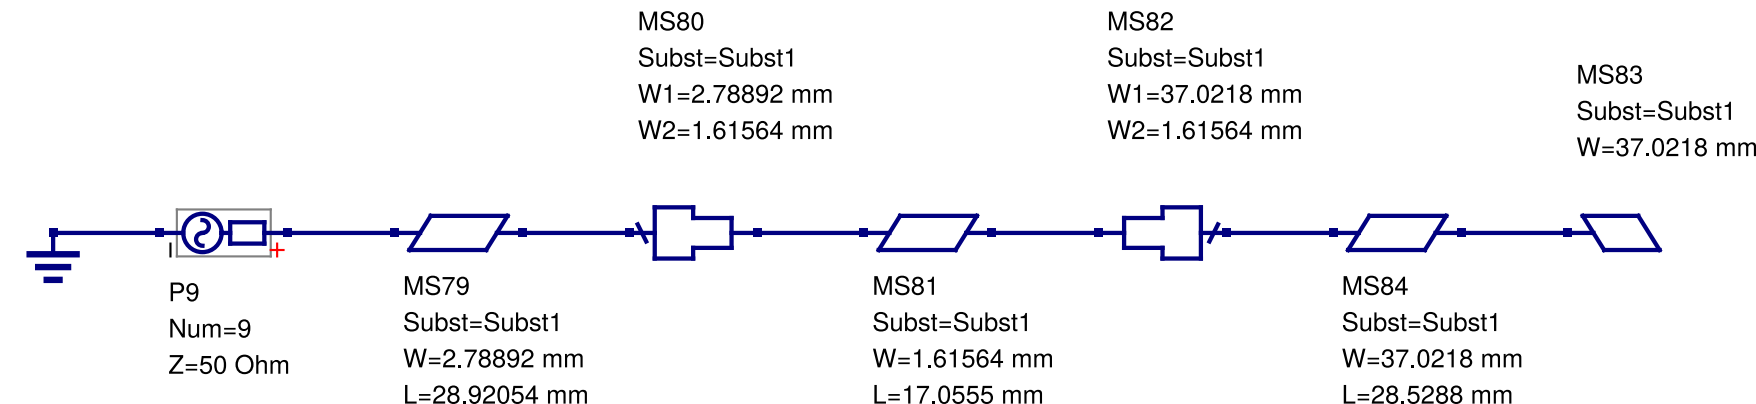 MS80
Subst=Subst1
W1=2.78892 mm
W2=1.61564 mm
MS82
Subst=Subst1
W1=37.0218 mm
W2=1.61564 mm
MS83
Subst=Subst1
W=37.0218 mm
P9
Num=9
Z=50 Ohm
MS79
Subst=Subst1
W=2.78892 mm
L=28.92054 mm
MS81
Subst=Subst1
W=1.61564 mm
L=17.0555 mm
MS84
Subst=Subst1
W=37.0218 mm
L=28.5288 mm